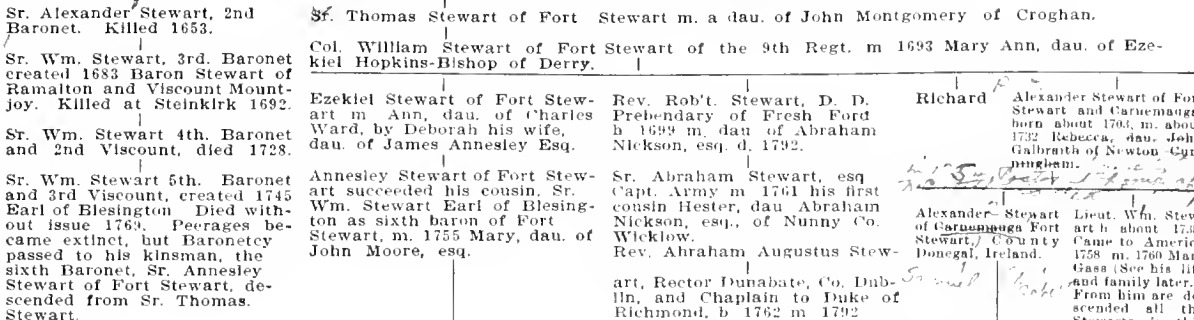 Sr. Alexander Stewart, 2nd
Baronet. Killed 1653.
Sr. Wm. Stewart, 3rd. Baronet
created 1683 Baron Stewart of
Ramalton and Viscount Mount-
joy. Killed at Steinkirk 1692.
Sr. Wm. Stewart 4th. Baronet
and 2nd Viscount, died 1728.
Sr. Wm. Stewart 5th. Baronet
and 3rd Viscount, created 1745
Earl of Blesington Died with-
out issue 1769. Peerages be-
came extinct, but Baronetcy
passed to his kinsman, the
sixth Baronet, Sr. Annesley
Stewart of Fort Stewart, de-
scended from Sr. Thomas.
Stewart.
Sr. Thomas Stewart of Fort Stewart m. a dau. of John Montgomery of Croghan.
Col. William Stewart of Fort Stewart of the 9th Regt. m 1693 Mary Ann, dau. of Eze-
kiel Hopkins-Bishop of Derry.
Ezekiel Stewart of Fort Stew-
art m Ann, dau. of Charles
Ward, by Deborah his wife,
dau. of James Annesley Esq.
Annesley Stewart of Fort Stew-
art succeeded his cousin, Sr.
Wm. Stewart Earl of Blesing-
ton as sixth baron of Fort
Stewart, m. 1755 Mary, dau. of
John Moore, esq.
Rev. Rob't. Stewart, D. D.
Prebendary of Fresh Ford
b 1699 m. dau of Abraham
Nickson, esq. d. 1792.
Sr. Abraham Stewart, esq
Capt. Army m 1761 his first
consin Hester, dau Abraham
Nickson, esq., of Nunny Co.
Wicklow.
Rev. Abraham Augustus Stew-
art, Rector Dunabate, Co. Dub-
lin, and Chaplain to Duke of
Richmond, b 1762 m 1792
Richard
Alexander Stewart of For
Stewart and
born about m. abou
1732 Rebecca, dau. Joh
Galbraith of Newton Cun
ningham.
Alexander Stewart
of Fort
Stewart, County
Donegal, Ireland.
Lieut. Wm. Stew
art b about
Came to Americ
1758 m. 1760 Mar
Gass (See his lif
and family later.
From him are de
scended all th